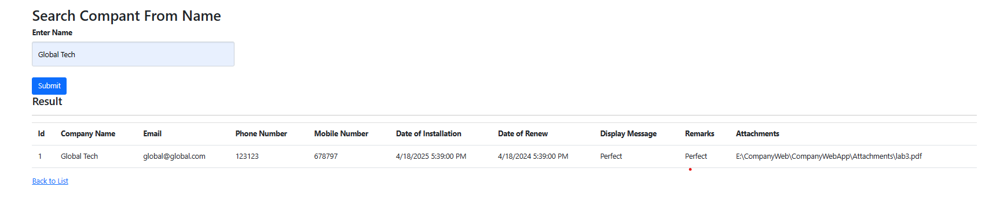 Search Compant From Name
Enter Name
Global Tech
Submit
Result
Id Company Name Email Phone Number Mobile Number Date of Installation Date of Renew Display Message Remarks Attachments
1 Global Tech global@global.com 123123 678797 4/18/2025 5:39:00 PM 4/18/2024 5:39:00 PM Perfect Perfect E:\CompanyWeb\CompanyWebApp\Attachments\lab3.pdf
Back to List